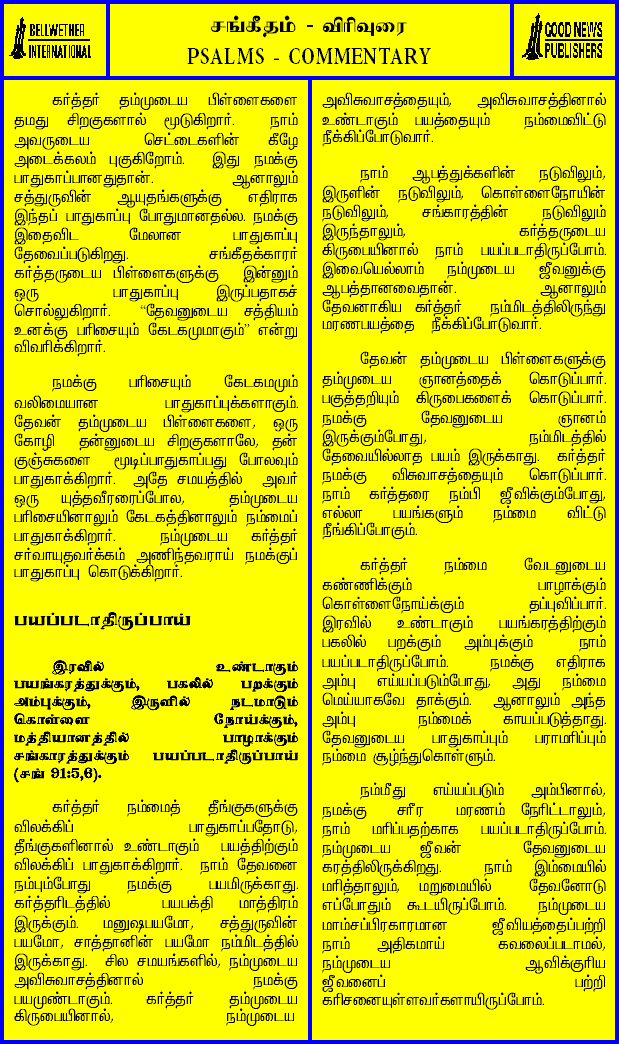 BELLWETHER
INTERNATIONAL
சங்கீதம் - விரிவுரை
PSALMS - COMMENTARY
GOOD NEWS
PUBLISHERS
கர்த்தர் தம்முடைய பிள்ளைகளை
தமது சிறகுகளால் மூடுகிறார். நாம்
அவருடைய செட்டைகளின் கீழே
அடைக்கலம் புகுகிறோம். இது நமக்கு
பாதுகாப்பானதுதான். ஆனாலும்
சத்துருவின் ஆயுதங்களுக்கு எதிராக
இந்தப் பாதுகாப்பு போதுமானதல்ல. நமக்கு
இதைவிட மேலான பாதுகாப்பு
தேவைப்படுகிறது. சங்கீதக்காரர்
கர்த்தருடைய பிள்ளைகளுக்கு இன்னும்
ஒரு பாதுகாப்பு இருப்பதாகச்
சொல்லுகிறார். “தேவனுடைய சத்தியம்
உனக்கு பரிசையும் கேடகமுமாகும்” என்று
விவரிக்கிறார்.
நமக்கு பரிசையும் கேடகமமும்
வலிமையான பாதுகாப்புக்களாகும்.
தேவன் தம்முடைய பிள்ளைகளை, ஒரு
கோழி தன்னுடைய சிறகுகளாலே, தன்
குஞ்சுகளை மூடிப்பாதுகாப்பது போலவும்
பாதுகாக்கிறார். அதே சமயத்தில் அவர்
ஒரு யுத்தவீரரைப்போல, தம்முடைய
பரிசையினாலும் கேடகத்தினாலும் நம்மைப்
பாதுகாக்கிறார். நம்முடைய கர்த்தர்
சர்வாயுதவர்க்கம் அணிந்தவராய் நமக்குப்
பாதுகாப்பு கொடுக்கிறார்.
பயப்படாதிருப்பாய்
இரவில் உண்டாகும்
பயங்கரத்துக்கும், பகலில் பறக்கும்
அம்புக்கும், இருளில் நடமாடும்
கொள்ளை நோய்க்கும்,
மத்தியானத்தில் பாழாக்கும்
சங்காரத்துக்கும் பயப்படாதிருப்பாய்
(சங் 91:5,6).
கர்த்தர் நம்மைத் தீங்குகளுக்கு
விலக்கிப் பாதுகாப்பதோடு,
தீங்குகளினால் உண்டாகும் பயத்திற்கும்
விலக்கிப் பாதுகாக்கிறார். நாம் தேவனை
நம்பும்போது நமக்கு பயமிருக்காது.
கர்த்தரிடத்தில் பயபக்தி மாத்திரம்
இருக்கும். மனுஷபயமோ, சத்துருவின்
பயமோ, சாத்தானின் பயமோ நம்மிடத்தில்
இருக்காது. சில சமயங்களில், நம்முடைய
அவிசுவாசத்தினால் நமக்கு
பயமுண்டாகும். கர்த்தர் தம்முடைய
கிருபையினால், நம்முடைய
அவிசுவாசத்தையும், அவிசுவாசத்தினால்
உண்டாகும் பயத்தையும் நம்மைவிட்டு
நீக்கிப்போடுவார்.
நாம் ஆபத்துக்களின் நடுவிலும்,
இருளின் நடுவிலும், கொள்ளைநோயின்
நடுவிலும், சங்காரத்தின் நடுவிலும்
இருந்தாலும், கர்த்தருடைய
கிருபையினால் நாம் பயப்படாதிருப்போம்.
இவையெல்லாம் நம்முடைய ஜீவனுக்கு
ஆபத்தானவைதான். ஆனாலும்
தேவனாகிய கர்த்தர் நம்மிடத்திலிருந்து
மரணபயத்தை நீக்கிப்போடுவார்.
தேவன் தம்முடைய பிள்ளைகளுக்கு
தம்முடைய ஞானத்தைக் கொடுப்பார்.
பகுத்தறியும் கிருபைகளைக் கொடுப்பார்.
நமக்கு தேவனுடைய ஞானம்
இருக்கும்போது, நம்மிடத்தில்
தேவையில்லாத பயம் இருக்காது. கர்த்தர்
நமக்கு விசுவாசத்தையும் கொடுப்பார்.
நாம் கர்த்தரை நம்பி ஜீவிக்கும்போது,
எல்லா பயங்களும் நம்மை விட்டு
நீங்கிப்போகும்.
கர்த்தர் நம்மை வேடனுடைய
கண்ணிக்கும் பாழாக்கும்
கொள்ளைநோய்க்கும் தப்புவிப்பார்.
இரவில் உண்டாகும் பயங்கரத்திற்கும்
பகலில் பறக்கும் அம்புக்கும் நாம்
பயப்படாதிருப்போம். நமக்கு எதிராக
அம்பு எய்யப்படும்போது, அது நம்மை
மெய்யாகவே தாக்கும். ஆனாலும் அந்த
அம்பு நம்மைக் காயப்படுத்தாது.
தேவனுடைய பாதுகாப்பும் பராமரிப்பும்
நம்மை சூழ்ந்துகொள்ளும்.
நம்மீது எய்யப்படும் அம்பினால்,
நமக்கு சரீர மரணம் நேரிட்டாலும்,
நாம் மரிப்பதற்காக பயப்படாதிருப்போம்.
நம்முடைய ஜீவன் தேவனுடைய
கரத்திலிருக்கிறது. நாம் இம்மையில்
மரித்தாலும், மறுமையில் தேவனோடு
எப்போதும் கூடயிருப்போம். நம்முடைய
மாம்சப்பிரகாரமான ஜீவியத்தைப்பற்றி
நாம் அதிகமாய் கவலைப்படாமல்,
நம்முடைய ஆவிக்குரிய
ஜீவனைப் பற்றி
கரிசனையுள்ளவர்களாயிருப்போம்.